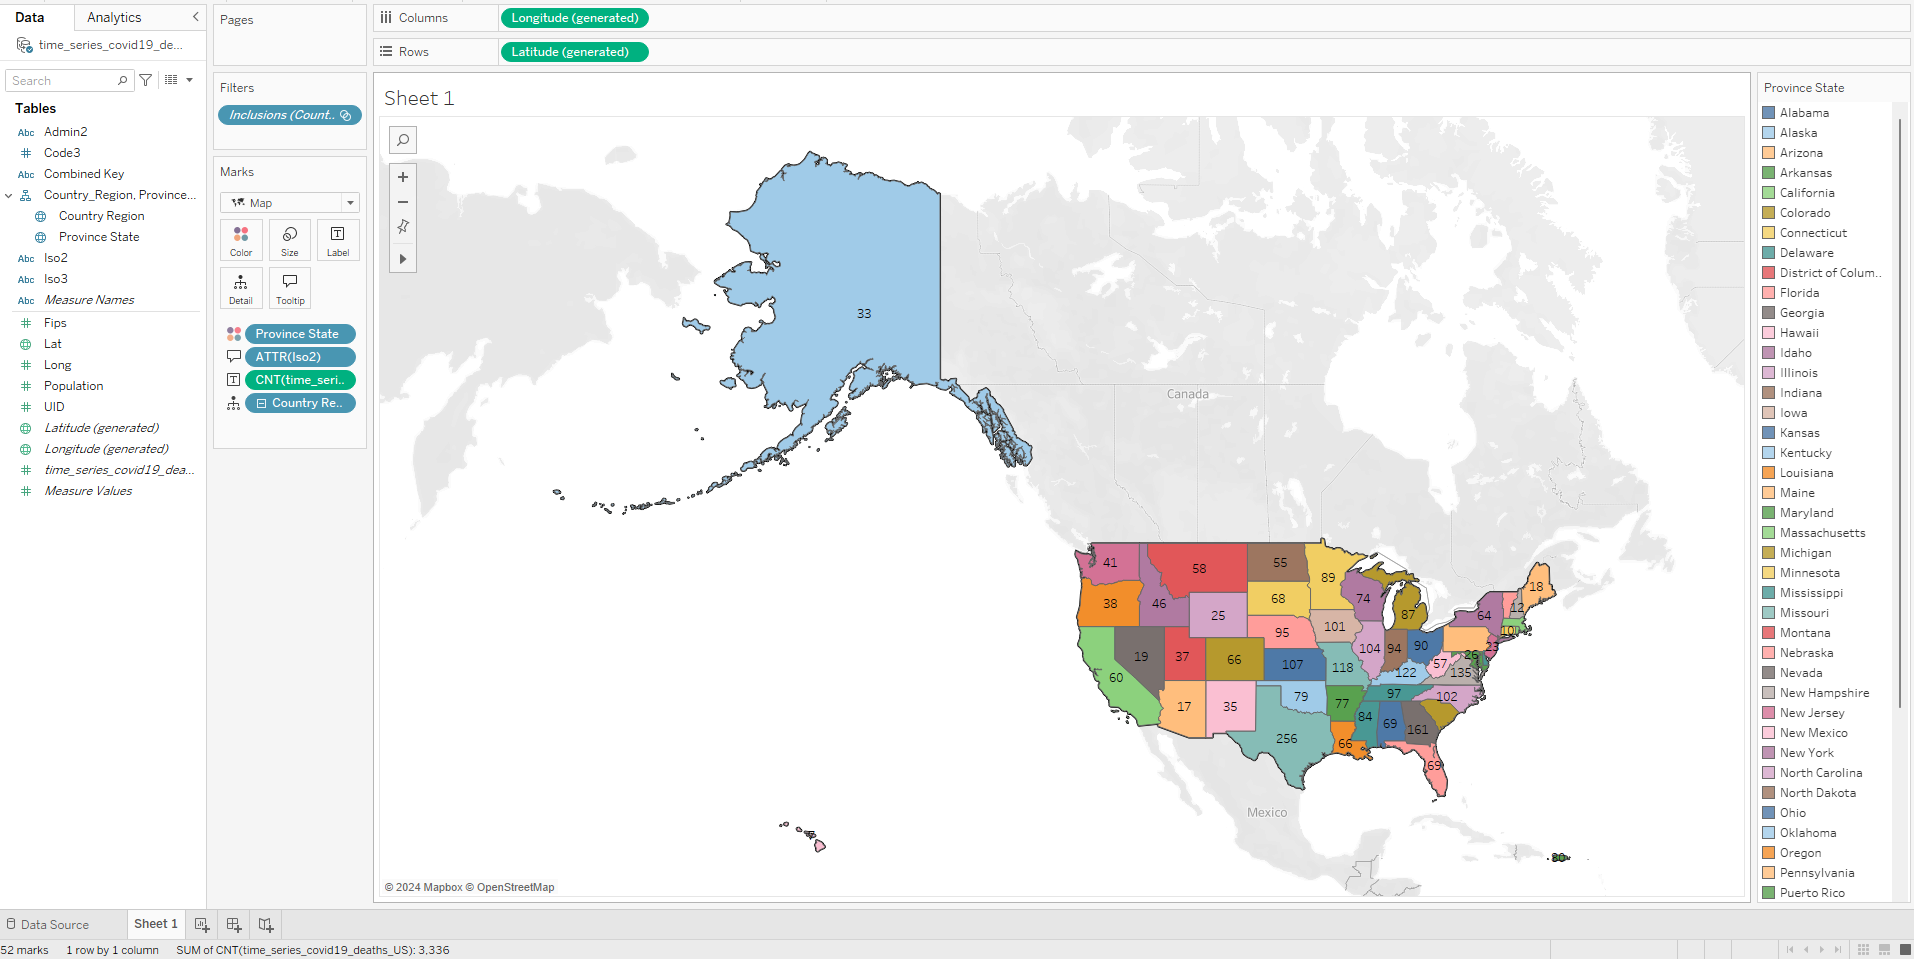 Data
Analytics
Pages
Columns
Longitude (generated)
Rows
Latitude (generated)
time_series_covid19_de...
Search
Filters
Inclusions (Count..
Tables
Abc Admin2
# Code3
Abc Combined Key
Country_Region, Province...
Country Region
Province State
Abc Iso2
Abc Iso3
Abc Measure Names
# Fips
Lat
# Long
# Population
# UID
Latitude (generated)
Longitude (generated)
# time_series_covid19_dea...
# Measure Values
Marks
Map
Color
Size
Label
Detail
Tooltip
Province State
ATTR(Iso2)
CNT(time_seri..
Country Re..
Sheet 1
33
Canada
41
58
55
89
18
38
46
25
68
74
87
64
12
101
95
10
60
19
37
66
107
118
104
94
90
23
26
57
135
122
17
35
79
77
97
102
84
69
161
256
66
69
Mexico
© 2024 Mapbox © OpenStreetMap
Province State
Alabama
Alaska
Arizona
Arkansas
California
Colorado
Connecticut
Delaware
District of Colum..
Florida
Georgia
Hawaii
Idaho
Illinois
Indiana
Iowa
Kansas
Kentucky
Louisiana
Maine
Maryland
Massachusetts
Michigan
Minnesota
Mississippi
Missouri
Montana
Nebraska
Nevada
New Hampshire
New Jersey
New Mexico
New York
North Carolina
North Dakota
Ohio
Oklahoma
Oregon
Pennsylvania
Puerto Rico
Data Source
Sheet 1
52 marks
1 row by 1 column
SUM of CNT(time_series_covid19_deaths_US): 3,336